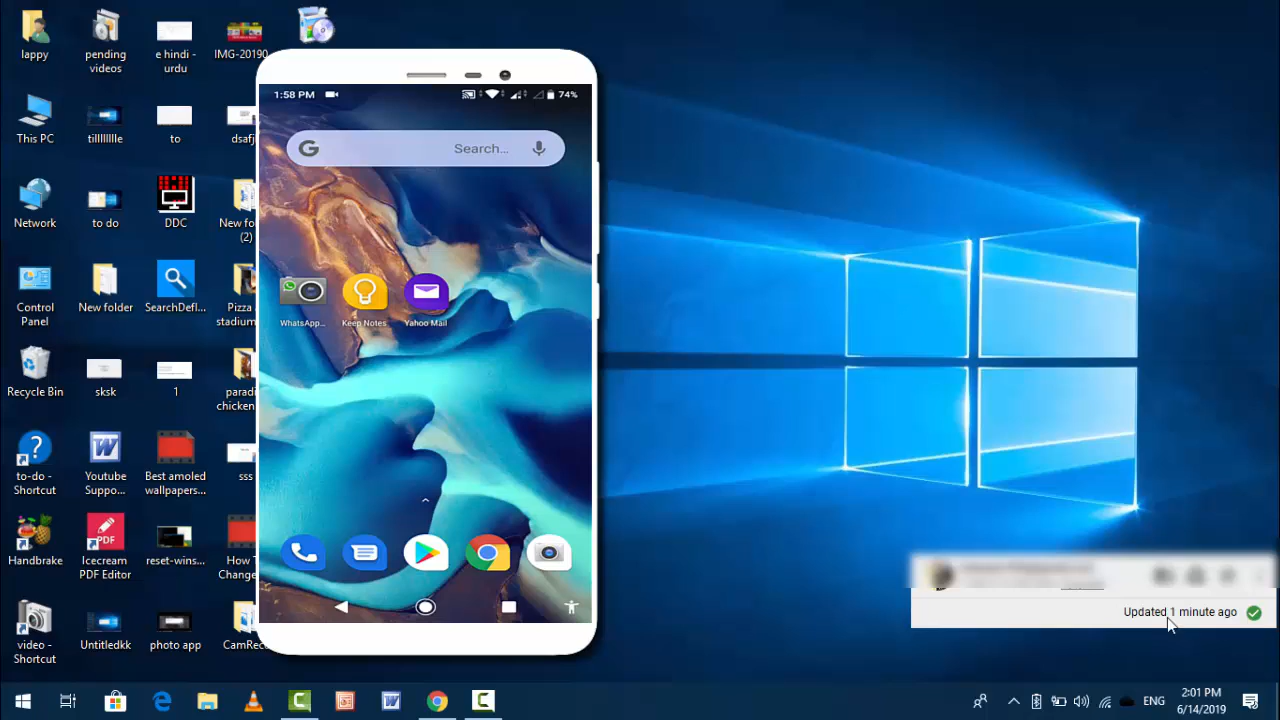 lappy
pending
videos
e hindi -
urdu
IMG-20190
This PC
tillllllllle
to
dsafj
Network
to do
DDC
New fo
(2)
Control
Panel
New folder
SearchDefl...
Pizza
stadium
Recycle Bin
sksk
1
parad
chicken
to-do -
Shortcut
Youtube
Suppo...
Best amoled
wallpapers...
sss
Handbrake
Icecream
PDF Editor
reset-wins...
How T
Change
video -
Shortcut
Untitledkk
photo app
CamRec
1:58 PM
74%
G Search...
WhatsApp...
Keep Notes
Yahoo Mail
PDF
Updated 1 minute ago
ENG
2:01 PM
6/14/2019